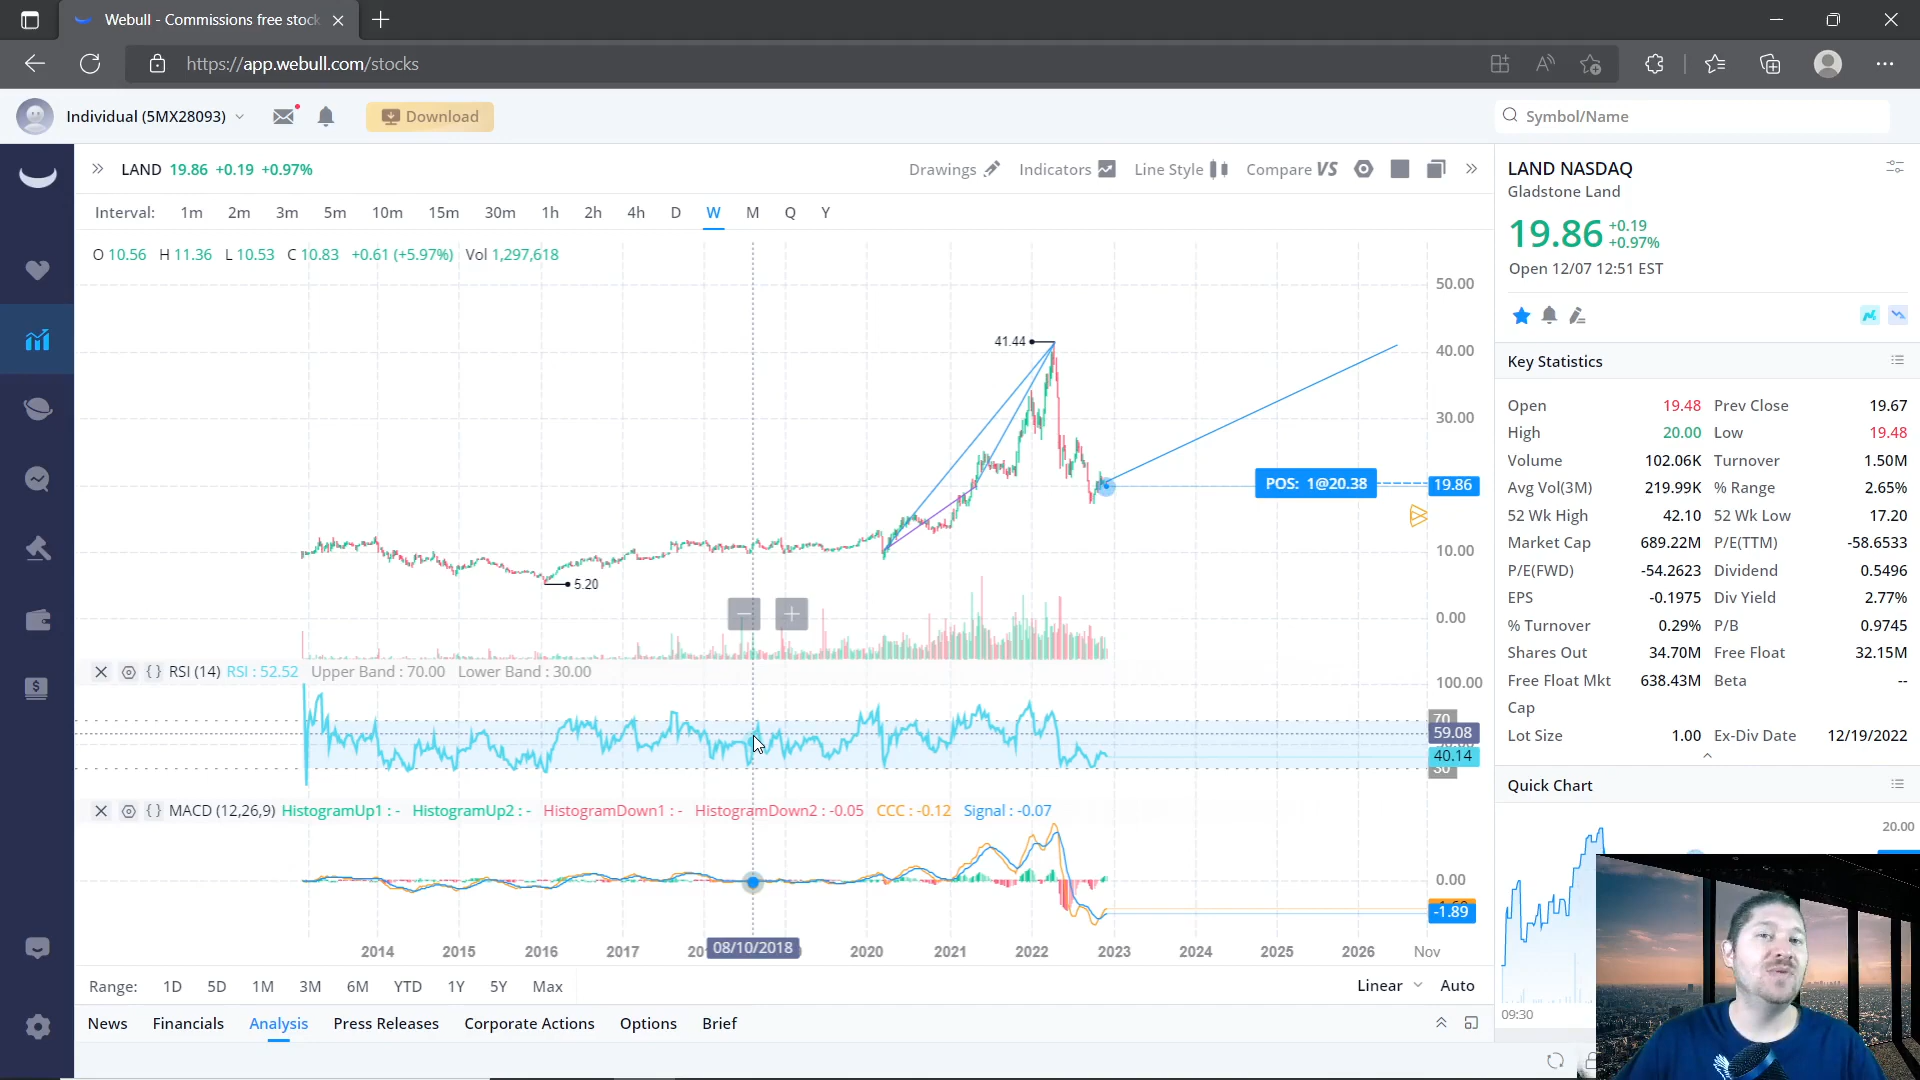 Webull - Commissions free stock
https://app.webull.com/stocks
Individual (5MX28093)
Download
Symbol/Name
LAND 19.86 +0.19 +0.97%
Drawings
Indicators
Line Style
Compare VS
Interval: 1m 2m 3m 5m 10m 15m 30m 1h 2h 4h D W M Q Y
O 10.56 H 11.36 L 10.53 C 10.83 +0.61 (+5.97%) Vol 1,297,618
50.00
41.44
40.00
30.00
POS: 1@20.38
19.86
10.00
5.20
0.00
RSI (14) RSI : 52.52 Upper Band : 70.00 Lower Band : 30.00
100.00
70
59.08
40.14
30
MACD (12,26,9) HistogramUp1 : - HistogramUp2 : - HistogramDown1 : - HistogramDown2 : -0.05 CCC : -0.12 Signal : -0.07
0.00
-1.89
2014 2015 2016 2017 20 08/10/2018 2020 2021 2022 2023 2024 2025 2026 Nov
Range: 1D 5D 1M 3M 6M YTD 1Y 5Y Max
Linear Auto
News Financials Analysis Press Releases Corporate Actions Options Brief
LAND NASDAQ
Gladstone Land
19.86 +0.19
+0.97%
Open 12/07 12:51 EST
Key Statistics
Open 19.48 Prev Close 19.67
High 20.00 Low 19.48
Volume 102.06K Turnover 1.50M
Avg Vol(3M) 219.99K % Range 2.65%
52 Wk High 42.10 52 Wk Low 17.20
Market Cap 689.22M P/E(TTM) -58.6533
P/E(FWD) -54.2623 Dividend 0.5496
EPS -0.1975 Div Yield 2.77%
% Turnover 0.29% P/B 0.9745
Shares Out 34.70M Free Float 32.15M
Free Float Mkt 638.43M Beta --
Cap
Lot Size 1.00 Ex-Div Date 12/19/2022
Quick Chart
20.00
09:30